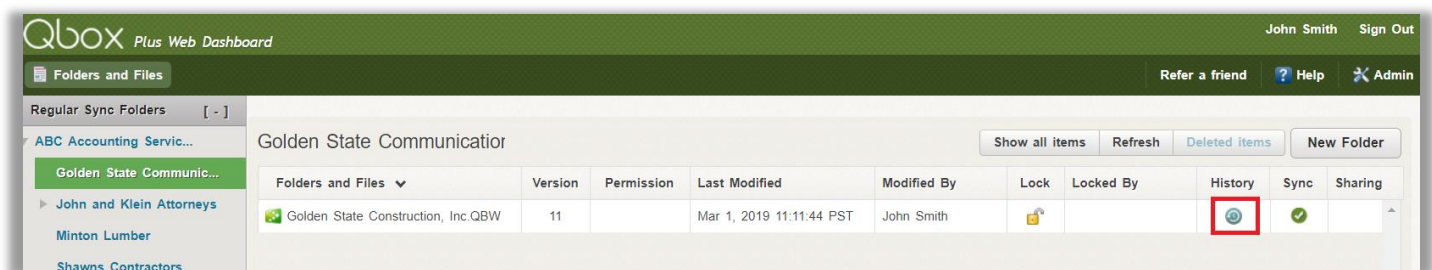 Qbox Plus Web Dashboard
John Smith Sign Out
Folders and Files
Refer a friend ? Help Admin
Regular Sync Folders [ - ]
ABC Accounting Servic...
Golden State Communic...
John and Klein Attorneys
Minton Lumber
Shawns Contractors
Golden State Communication
Show all items Refresh Deleted items New Folder
Folders and Files Version Permission Last Modified Modified By Lock Locked By History Sync Sharing
Golden State Construction, Inc.QBW 11 Mar 1, 2019 11:11:44 PST John Smith